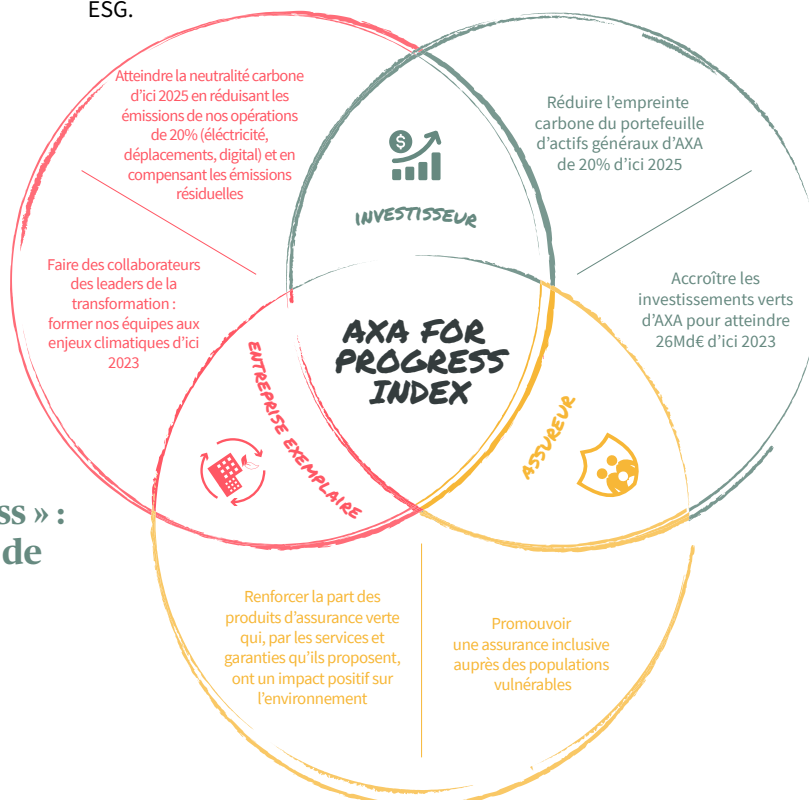 ESG.
Atteindre la neutralité carbone
d’ici 2025 en réduisant les
émissions de nos opérations
de 20% (éléctricité,
déplacements, digital) et en
compensant les émissions
résiduelles
Faire des collaborateurs
des leaders de la
transformation :
former nos équipes aux
enjeux climatiques d’ici
2023
INVESTISSEUR
Réduire l’empreinte
carbone du portefeuille
d’actifs généraux d’AXA
de 20% d’ici 2025
Accroître les
investissements verts
d’AXA pour atteindre
26Md€ d’ici 2023
AXA FOR
PROGRESS
INDEX
ENTREPRISE EXEMPLAIRE
ASSUREUR
ss » :
de
Renforcer la part des
produits d’assurance verte
qui, par les services et
garanties qu’ils proposent,
ont un impact positif sur
l’environnement
Promouvoir
une assurance inclusive
auprès des populations
vulnérables